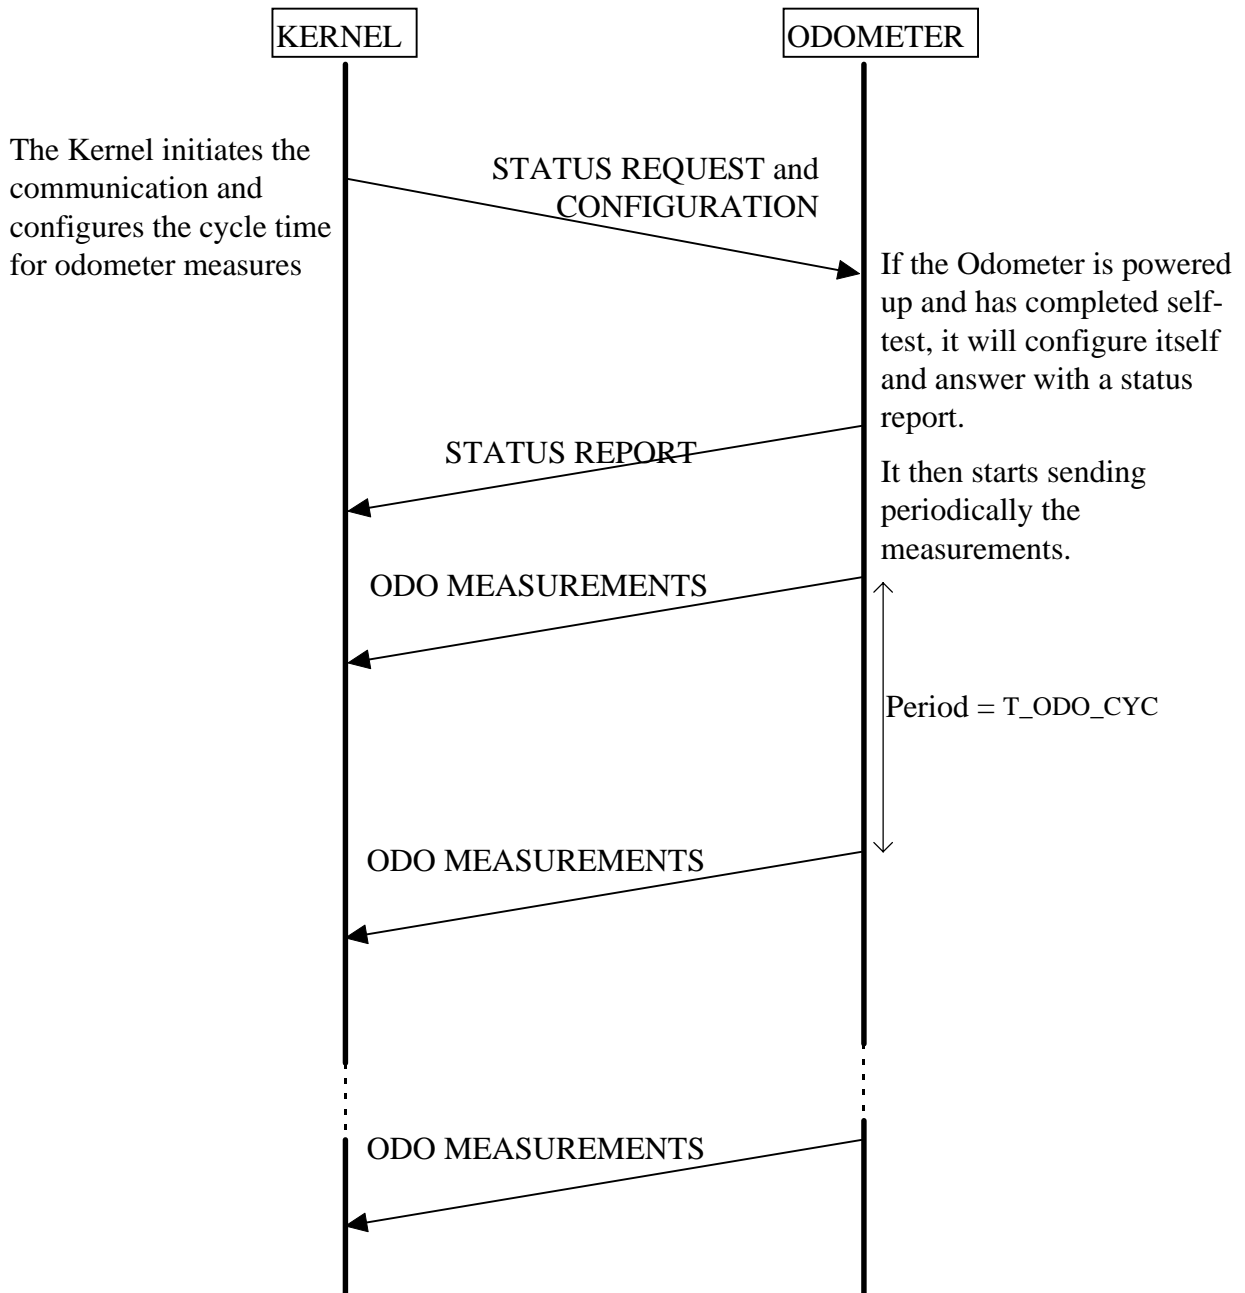 KERNEL
ODOMETER
The Kernel initiates the
communication and
configures the cycle time
for odometer measures
STATUS REQUEST and
CONFIGURATION
If the Odometer is powered
up and has completed self-
test, it will configure itself
and answer with a status
report.
STATUS REPORT
It then starts sending
periodically the
measurements.
ODO MEASUREMENTS
Period = T_ODO_CYC
ODO MEASUREMENTS
ODO MEASUREMENTS